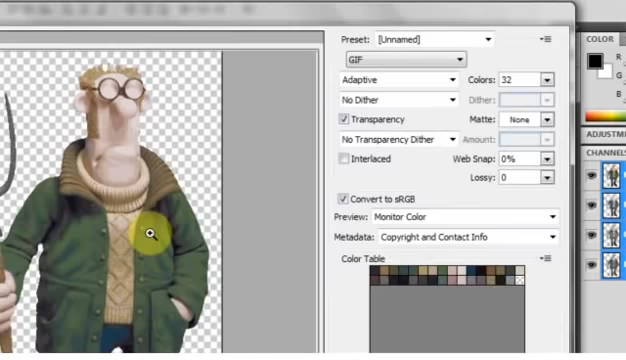 Preset: [Unnamed]
GIF
Adaptive Colors: 32
No Dither Dither:
Transparency Matte: None
No Transparency Dither Amount:
Interlaced Web Snap: 0%
Lossy: 0
Convert to sRGB
Preview: Monitor Color
Metadata: Copyright and Contact Info
Color Table
COLOR
R
G
B
ADJUSTM
CHANNEL